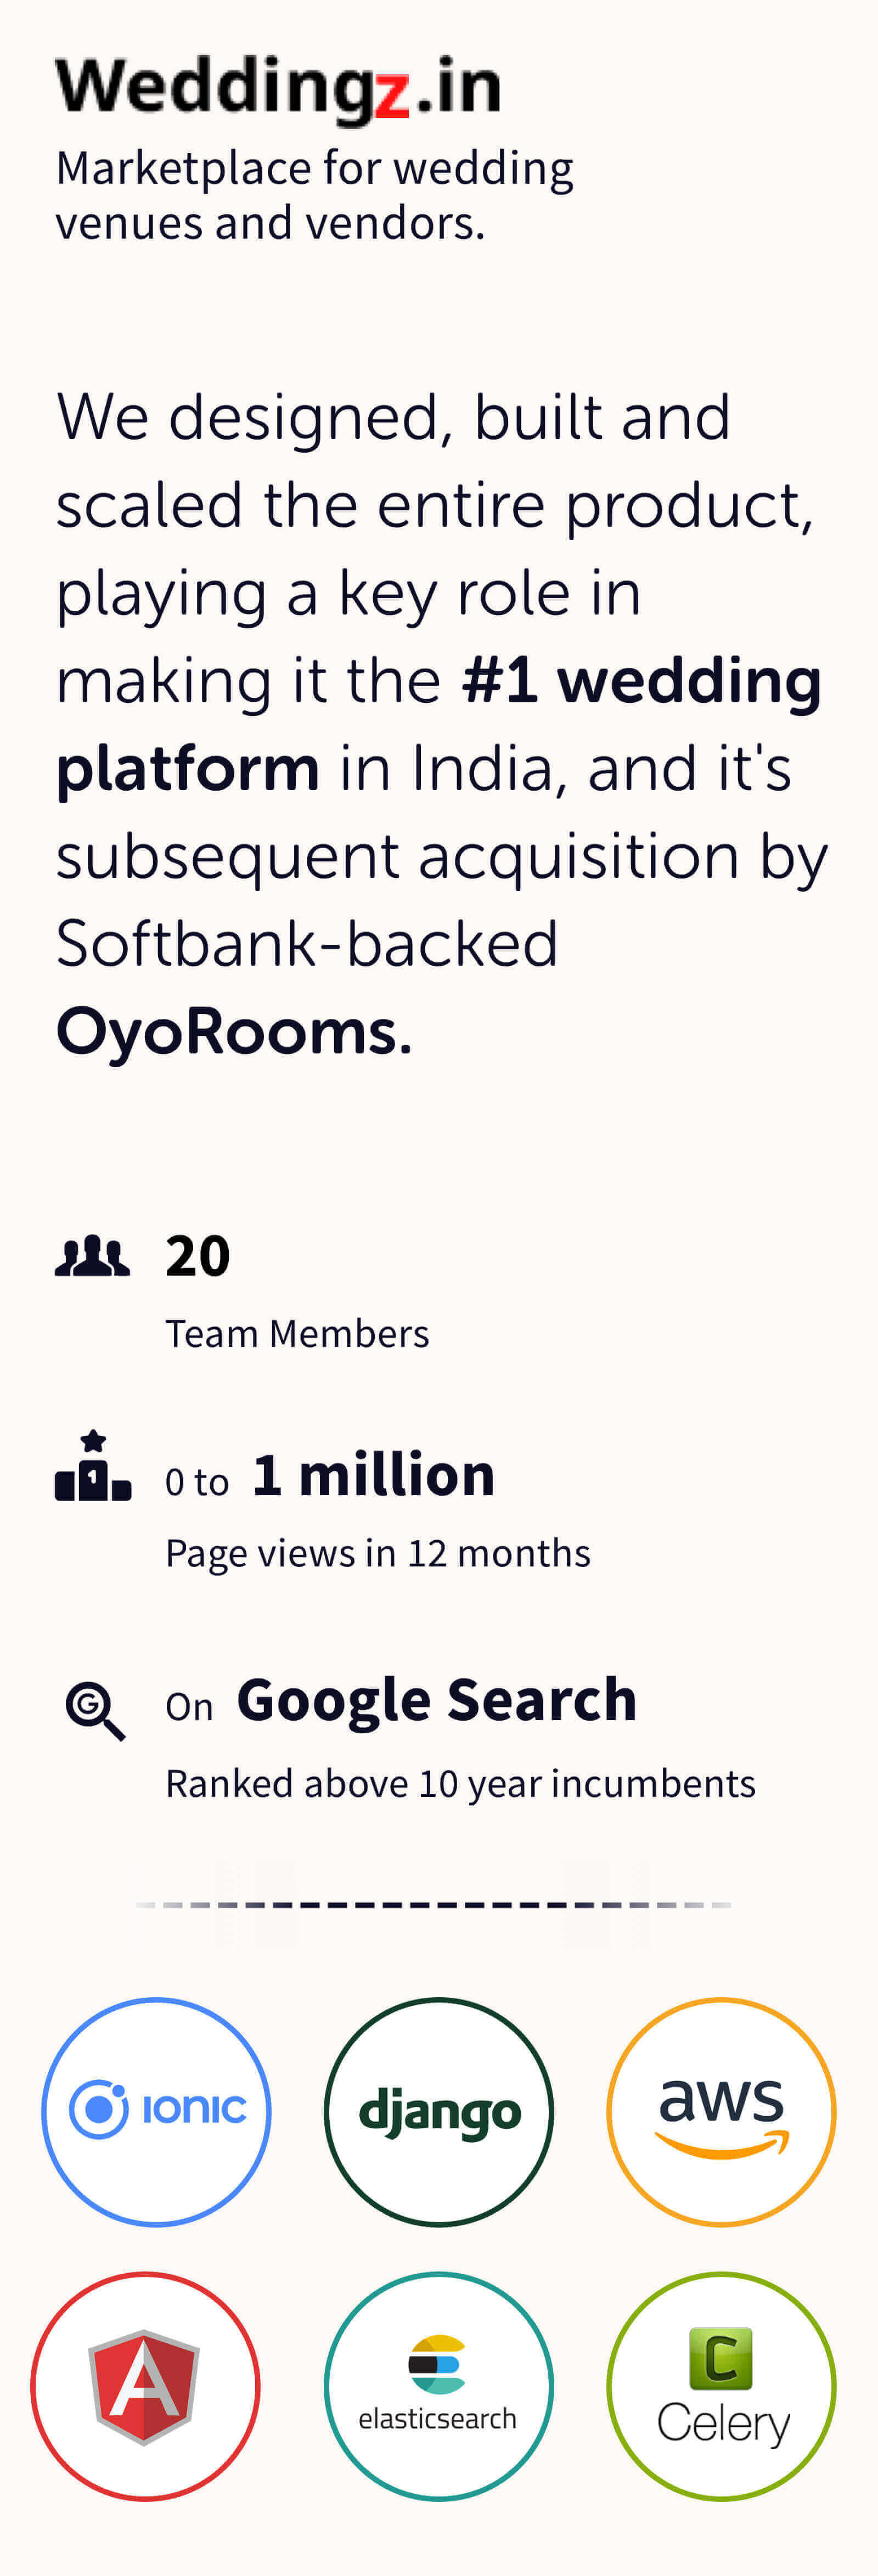 Weddingz.in
Marketplace for wedding
venues and vendors.
We designed, built and
scaled the entire product,
playing a key role in
making it the #1 wedding
platform in India, and it's
subsequent acquisition by
Softbank-backed
OyoRooms.
20
Team Members
1
0 to 1 million
Page views in 12 months
G
On Google Search
Ranked above 10 year incumbents
IONIC
django
aws
A
elasticsearch
C
Celery